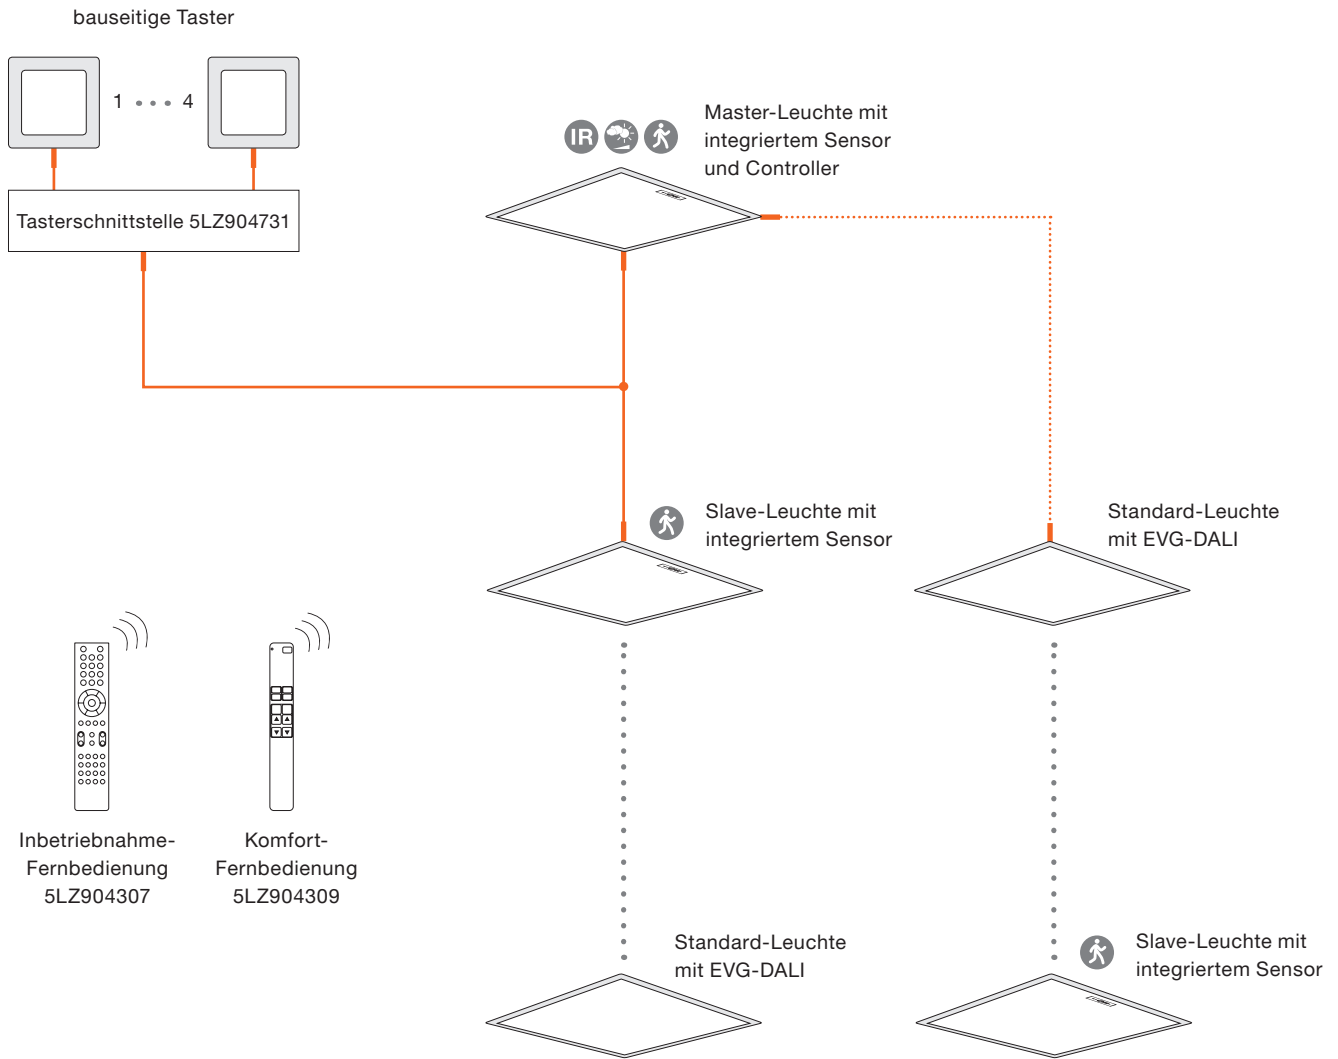 bauseitige Taster
1 4
Tasterschnittstelle 5LZ904731
IR
Master-Leuchte mit
integriertem Sensor
und Controller
Slave-Leuchte mit
integriertem Sensor
Standard-Leuchte
mit EVG-DALI
Inbetriebnahme-
Fernbedienung
5LZ904307
Komfort-
Fernbedienung
5LZ904309
Standard-Leuchte
mit EVG-DALI
Slave-Leuchte mit
integriertem Sensor